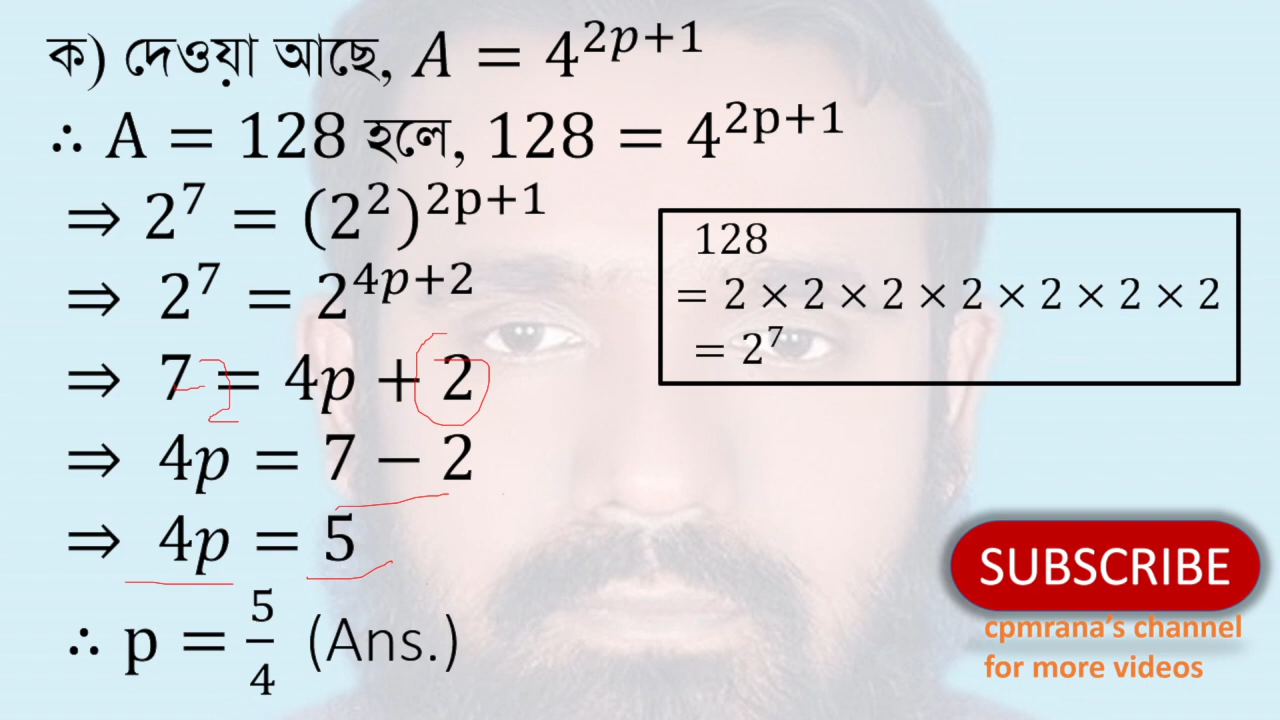 ক) দেওয়া আছে, A = 4^{2p+1}
∴ A = 128 হলে, 128 = 4^{2p+1}
⇒ 2^7 = (2^2)^{2p+1}
⇒ 2^7 = 2^{4p+2}
⇒ 7 = 4p + 2
⇒ 4p = 7 − 2
⇒ 4p = 5
∴ p = 5/4 (Ans.)
128
= 2 × 2 × 2 × 2 × 2 × 2 × 2
= 2^7
SUBSCRIBE
cpmrana's channel
for more videos